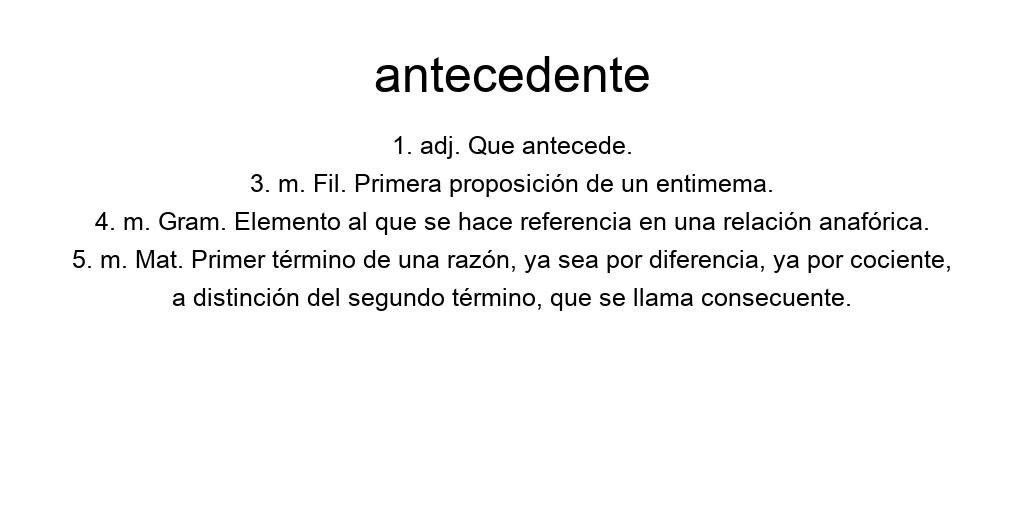 antecedente
1. adj. Que antecede.
3. m. Fil. Primera proposición de un entimema.
4. m. Gram. Elemento al que se hace referencia en una relación anafórica.
5. m. Mat. Primer término de una razón, ya sea por diferencia, ya por cociente,
a distinción del segundo término, que se llama consecuente.